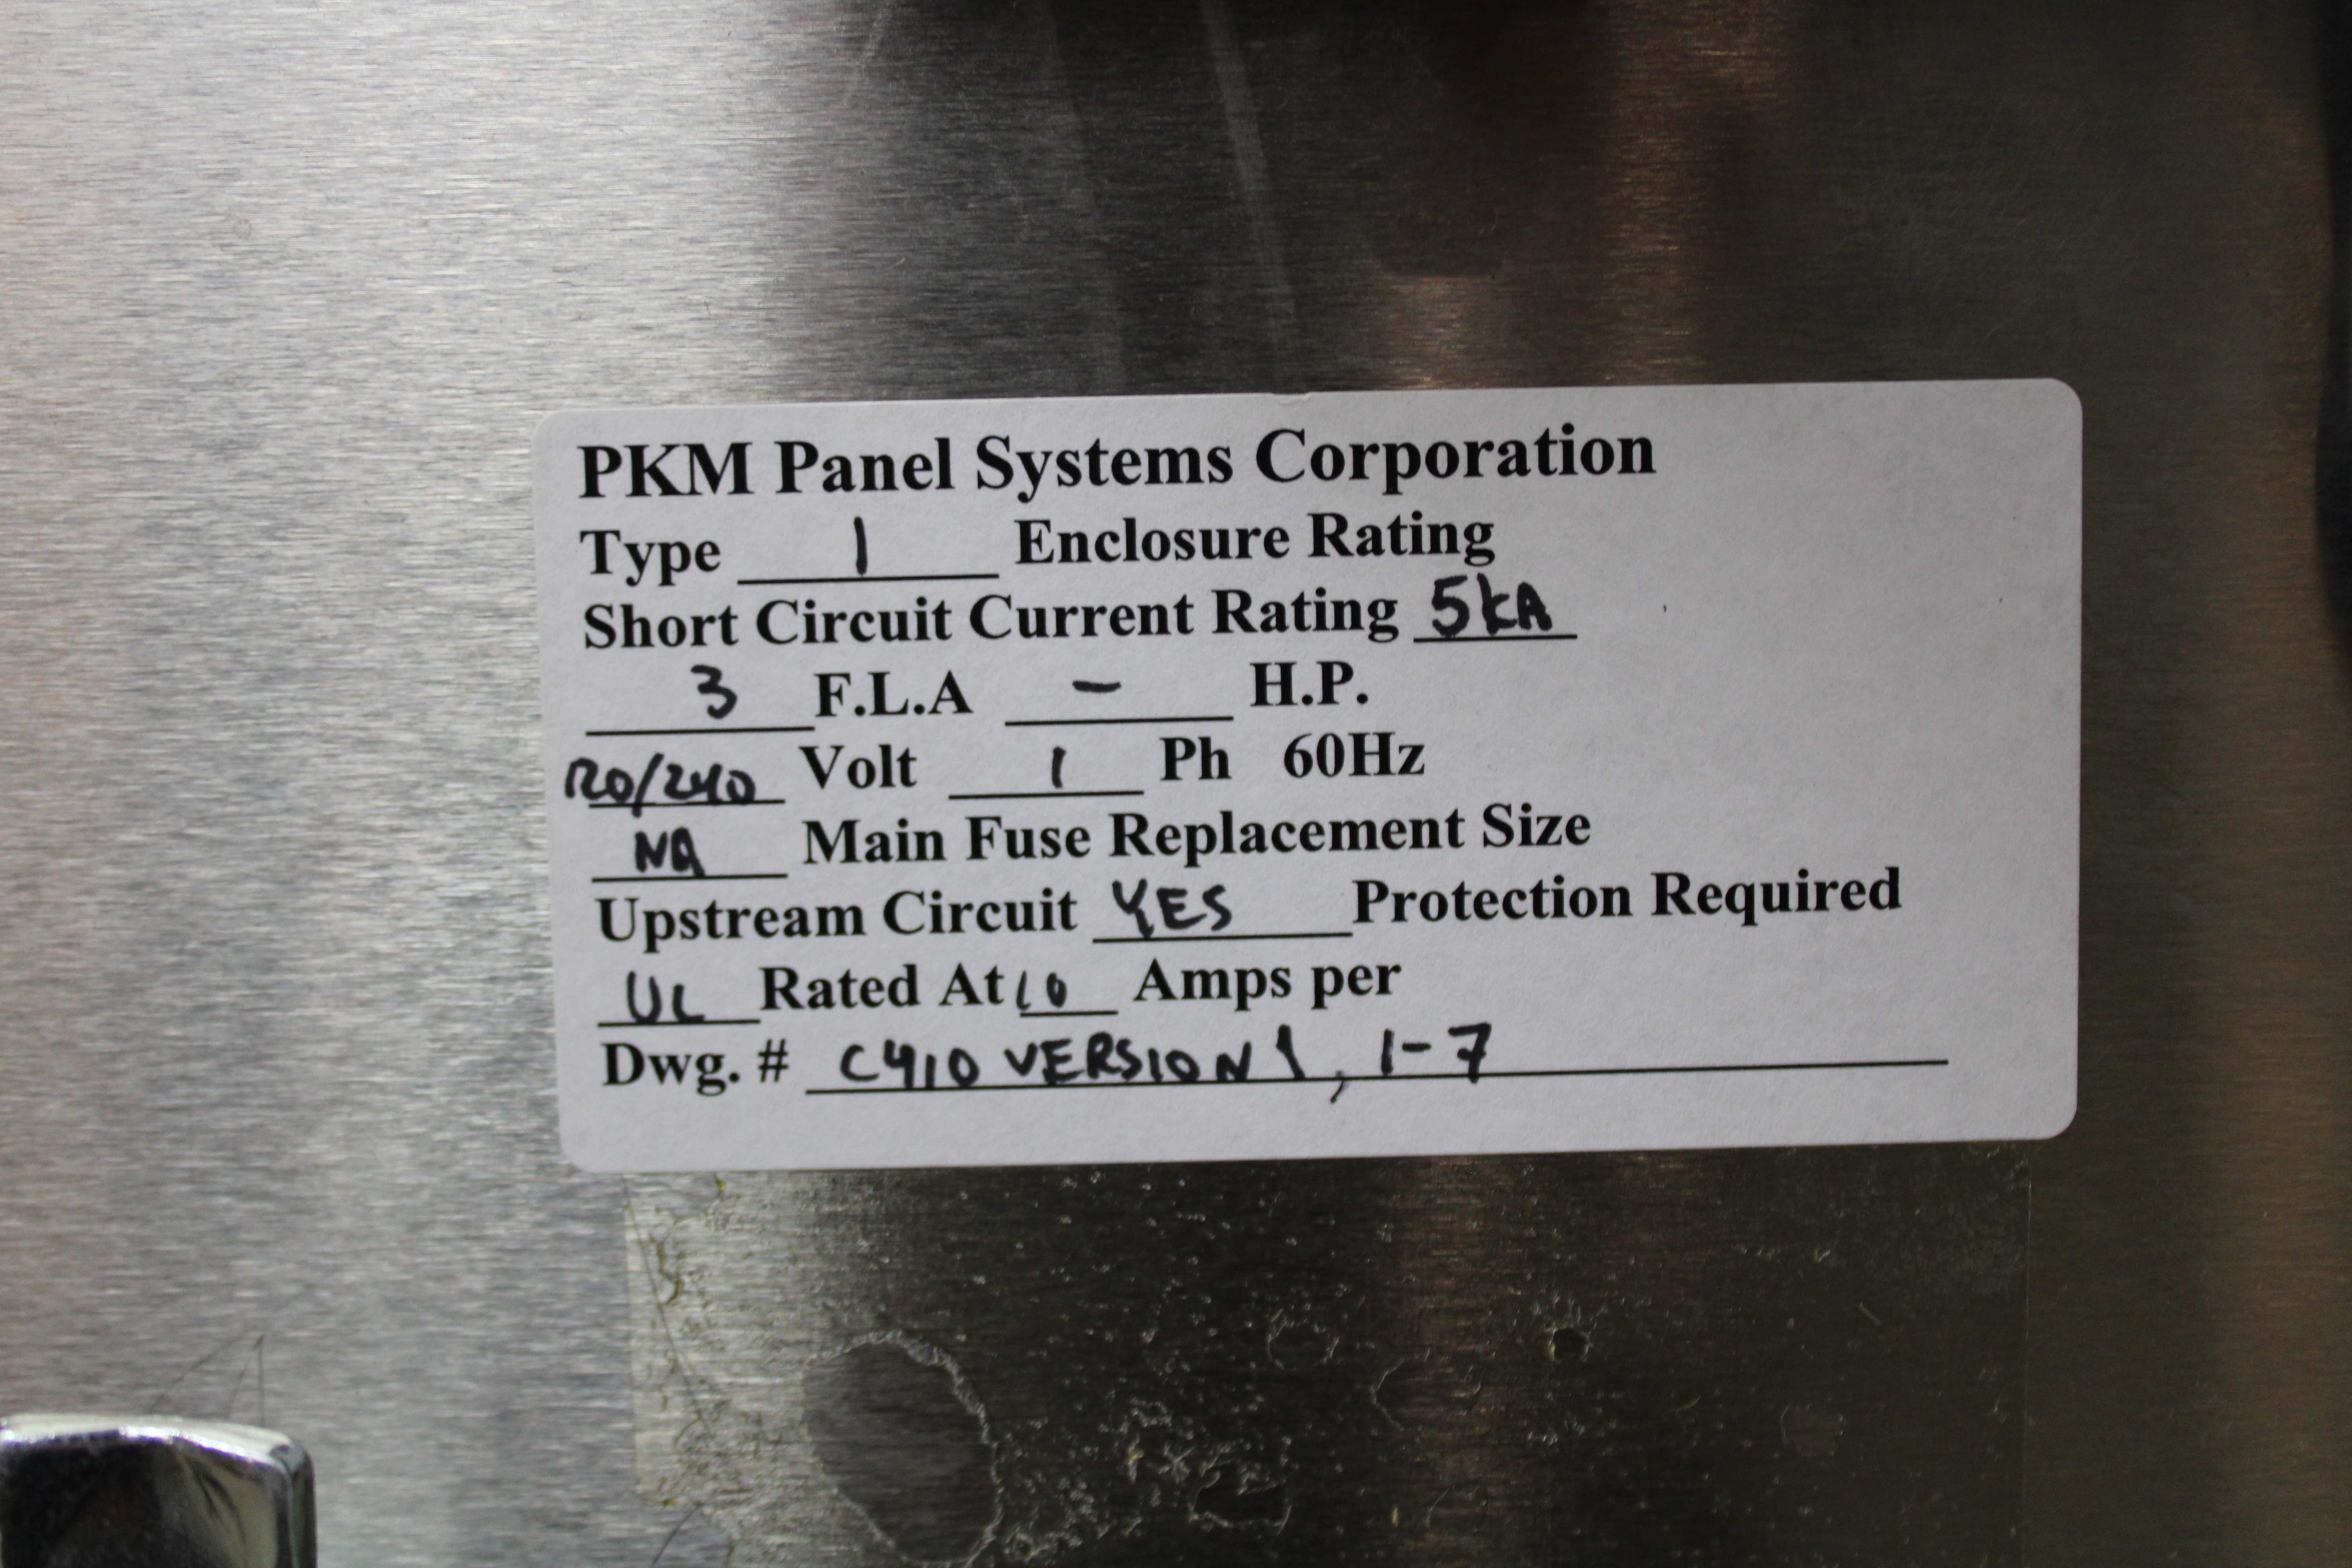 PKM Panel Systems Corporation
Type 1 Enclosure Rating
Short Circuit Current Rating 5kA
3 F.L.A - H.P.
120/240 Volt 1 Ph 60Hz
NA Main Fuse Replacement Size
Upstream Circuit YES Protection Required
UL Rated At 10 Amps per
Dwg. # C410 VERSION 1, 1-7